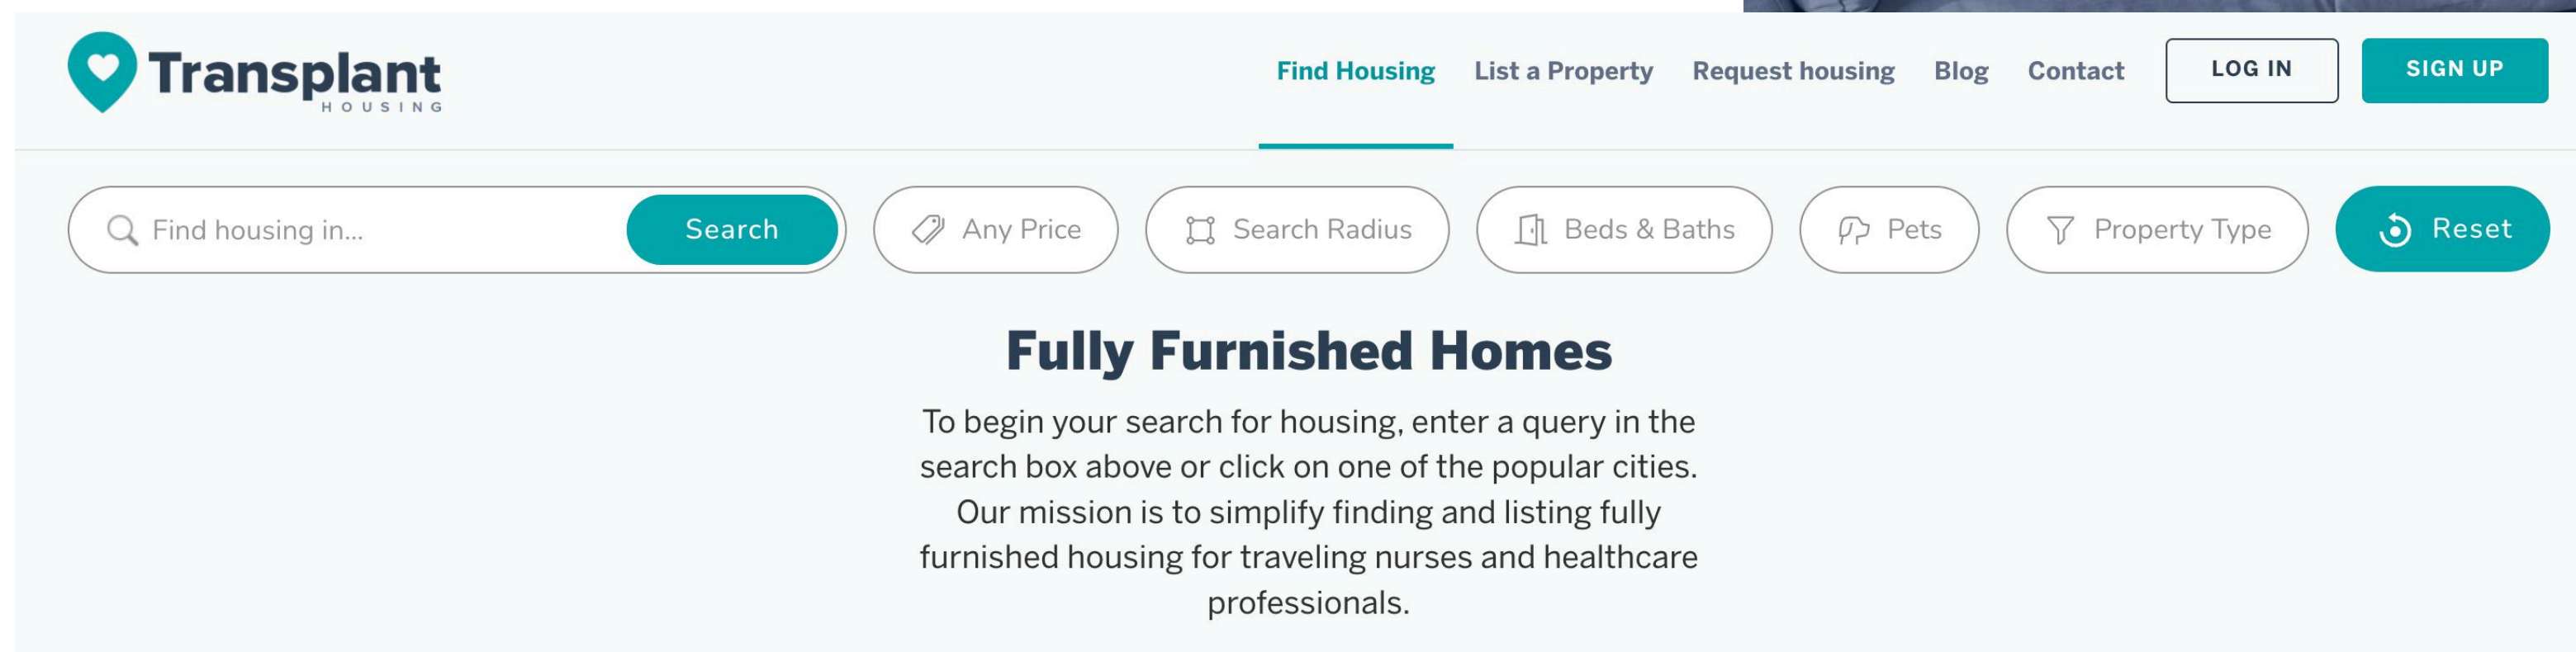 Transplant
HOUSING
Find Housing
List a Property
Request housing
Blog
Contact
LOG IN
SIGN UP
Find housing in...
Search
Any Price
Search Radius
Beds & Baths
Pets
Property Type
Reset
Fully Furnished Homes
To begin your search for housing, enter a query in the
search box above or click on one of the popular cities.
Our mission is to simplify finding and listing fully
furnished housing for traveling nurses and healthcare
professionals.